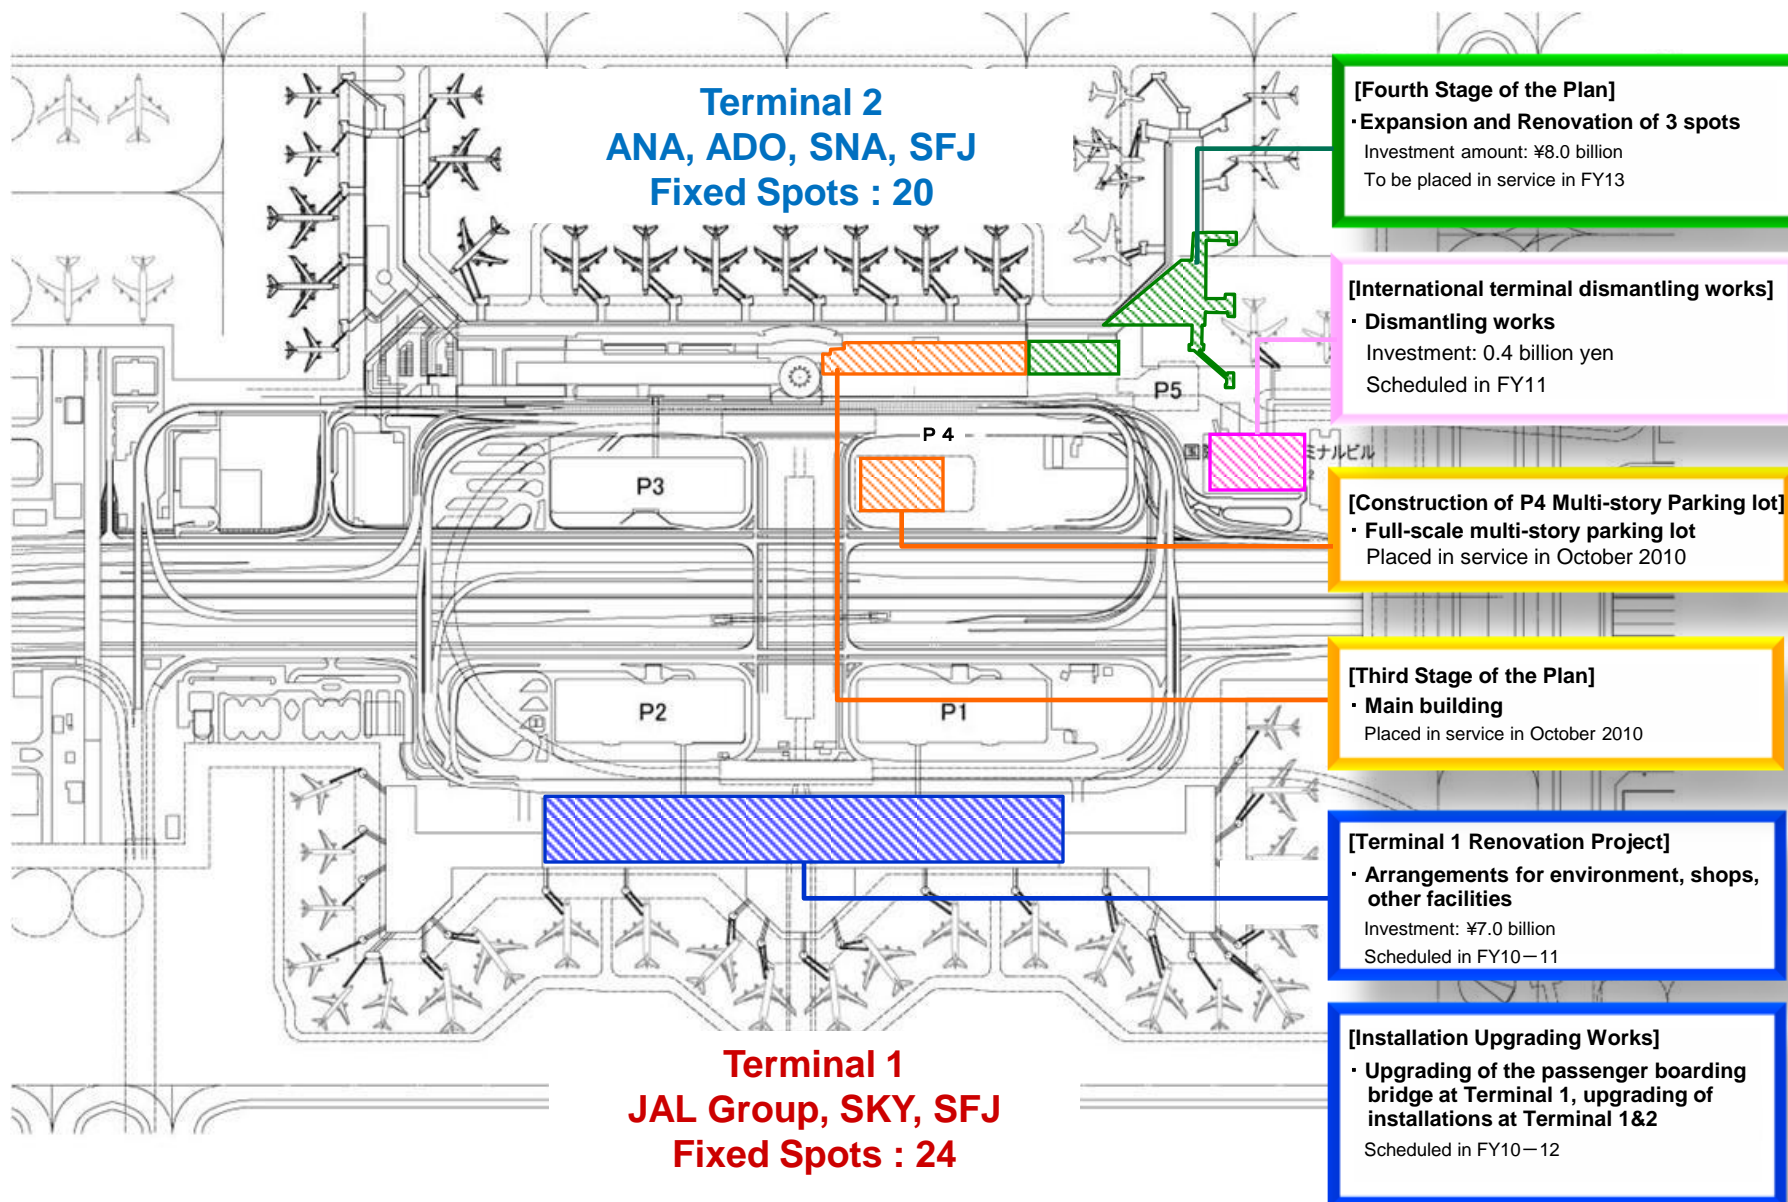 Terminal 2
ANA, ADO, SNA, SFJ
Fixed Spots : 20
[Fourth Stage of the Plan]
・Expansion and Renovation of 3 spots
Investment amount: ¥8.0 billion
To be placed in service in FY13
[International terminal dismantling works]
・ Dismantling works
Investment: 0.4 billion yen
Scheduled in FY11
P5
P 4
P3
国
ミナルビル
[Construction of P4 Multi-story Parking lot]
・ Full-scale multi-story parking lot
Placed in service in October 2010
[Third Stage of the Plan]
・ Main building
Placed in service in October 2010
P2
P1
[Terminal 1 Renovation Project]
・ Arrangements for environment, shops,
other facilities
Investment: ¥7.0 billion
Scheduled in FY10－11
Terminal 1
JAL Group, SKY, SFJ
Fixed Spots : 24
[Installation Upgrading Works]
・ Upgrading of the passenger boarding
bridge at Terminal 1, upgrading of
installations at Terminal 1&2
Scheduled in FY10－12